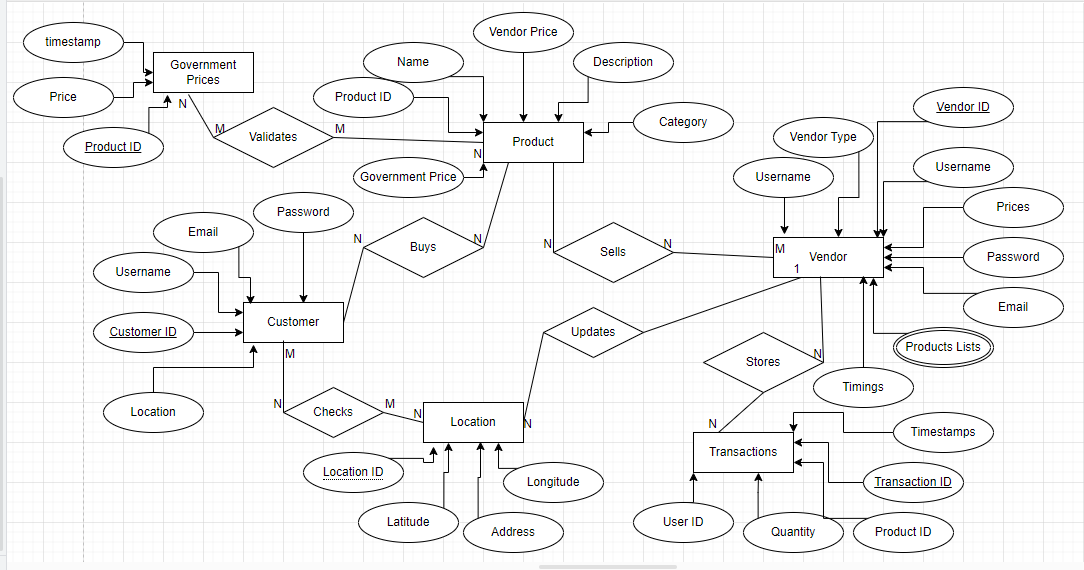 timestamp
Government
Prices
Price
N
Product ID
M
Validates
M
Name
Vendor Price
Description
Product ID
Category
Product
N
Government Price
Vendor ID
Vendor Type
Username
Username
Prices
Password
Email
Products Lists
Timings
M
Vendor
1
Password
Email
Username
Customer ID
Location
Customer
M
N
Buys
N
N
Sells
N
Updates
Stores
N
N
Checks
M
N
Location
N
Location ID
Latitude
Address
Longitude
N
Transactions
Timestamps
Transaction ID
Product ID
Quantity
User ID